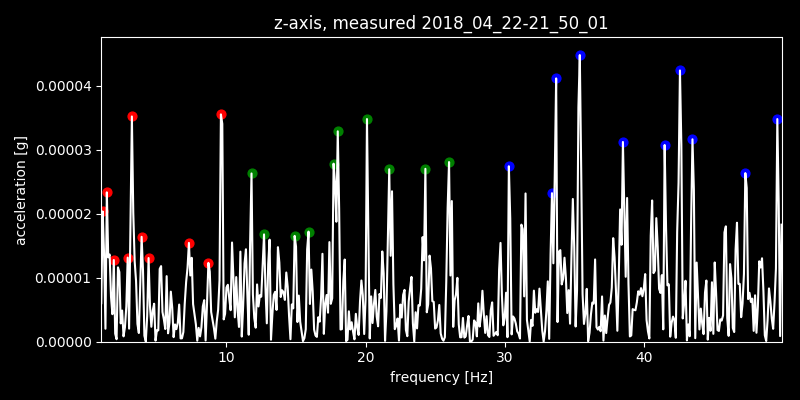 z-axis, measured 2018_04_22-21_50_01
0.00004
0.00003
0.00002
0.00001
0.00000
acceleration [g]
10 20 30 40
frequency [Hz]